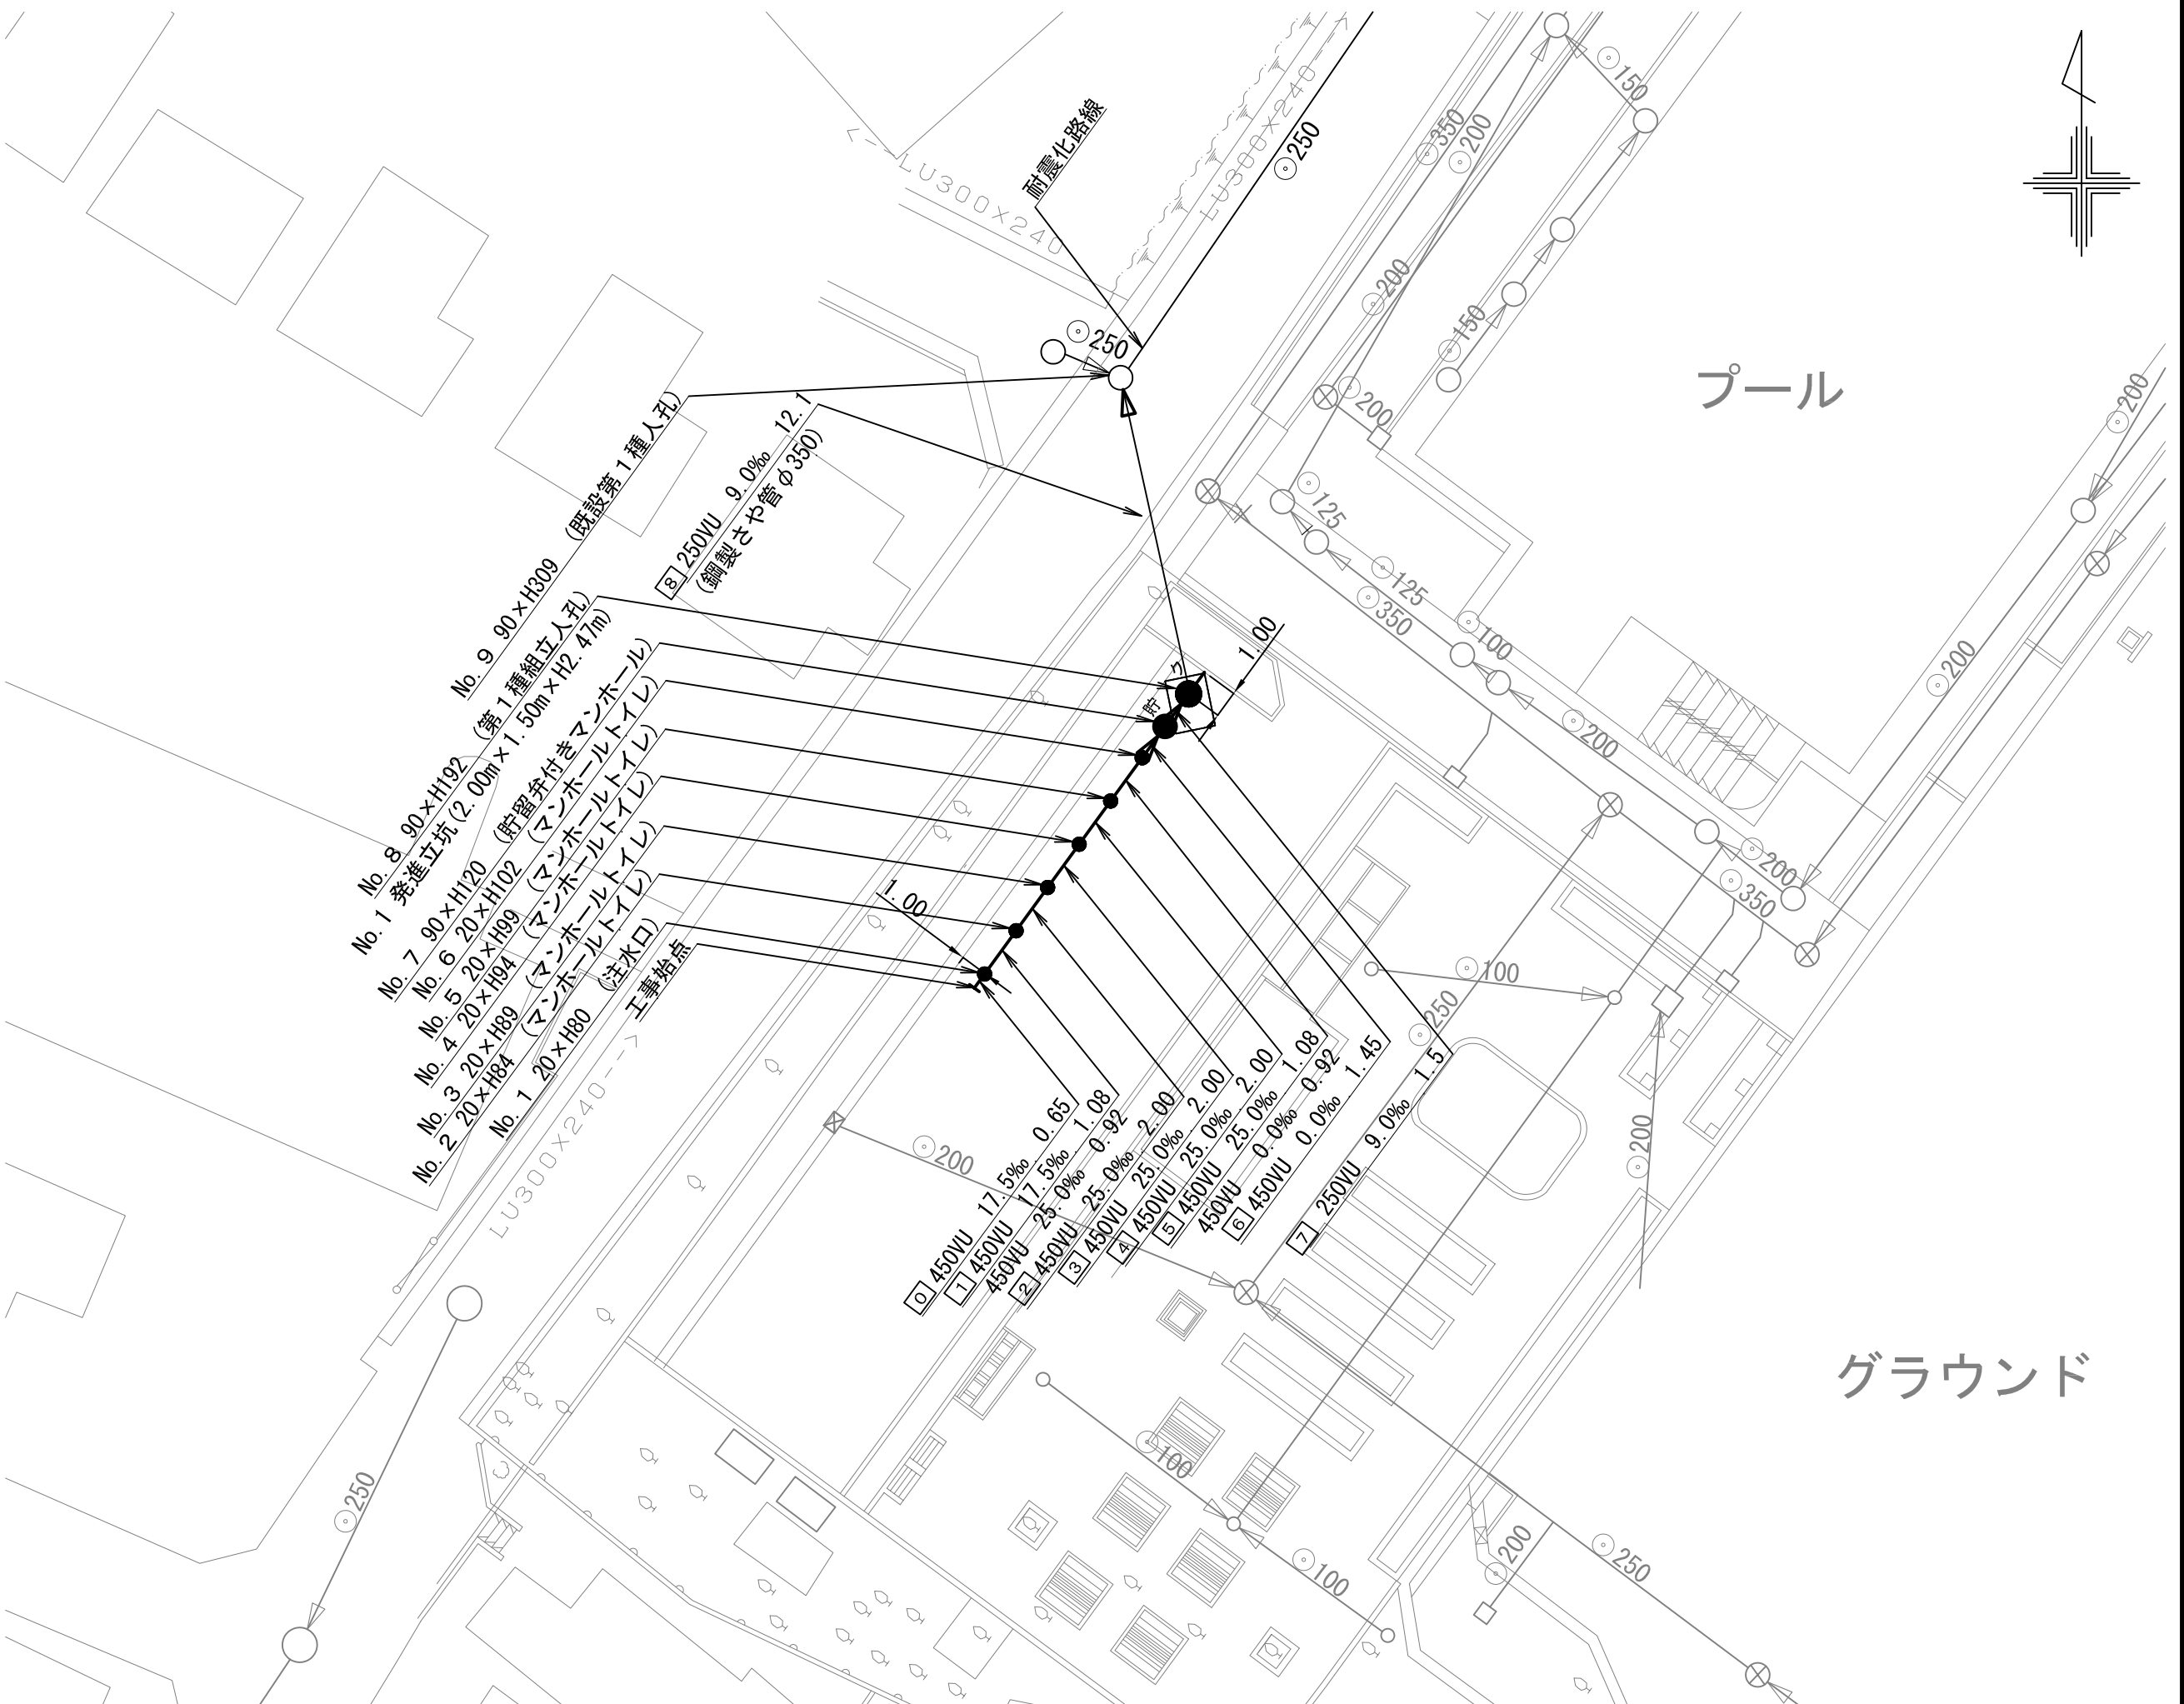 耐震化路線
LU300×240
LU300×240
250
250
No. 9 90×H309 (既設第1種人孔)
8 250VU 9.0‰ 12.1
(鋼製さや管φ350)
No. 8 90×H192 (第1種組立人孔)
No. 1 発進立坑(2.00m×1.50m×H2.47m)
No. 7 90×H120 (貯留弁付きマンホール)
No. 6 20×H102 (マンホールトイレ)
No. 5 20×H99 (マンホールトイレ)
No. 4 20×H94 (マンホールトイレ)
No. 3 20×H89 (マンホールトイレ)
No. 2 20×H84 (マンホールトイレ)
No. 1 20×H80 (注水口)
工事始点
LU300×240
1.00
1.00
貯
ク
0 450VU 17.5‰ 0.65
1 450VU 17.5‰ 1.08
450VU 25.0‰ 0.92
2 450VU 25.0‰ 2.00
3 450VU 25.0‰ 2.00
4 450VU 25.0‰ 2.00
5 450VU 25.0‰ 1.08
450VU 0.0‰ 0.92
6 450VU 0.0‰ 1.45
7 250VU 9.0‰ 1.5
プール
グラウンド
150
350
200
200
150
200
125
125
350
100
200
200
200
200
350
100
250
200
200
100
100
200
250
250